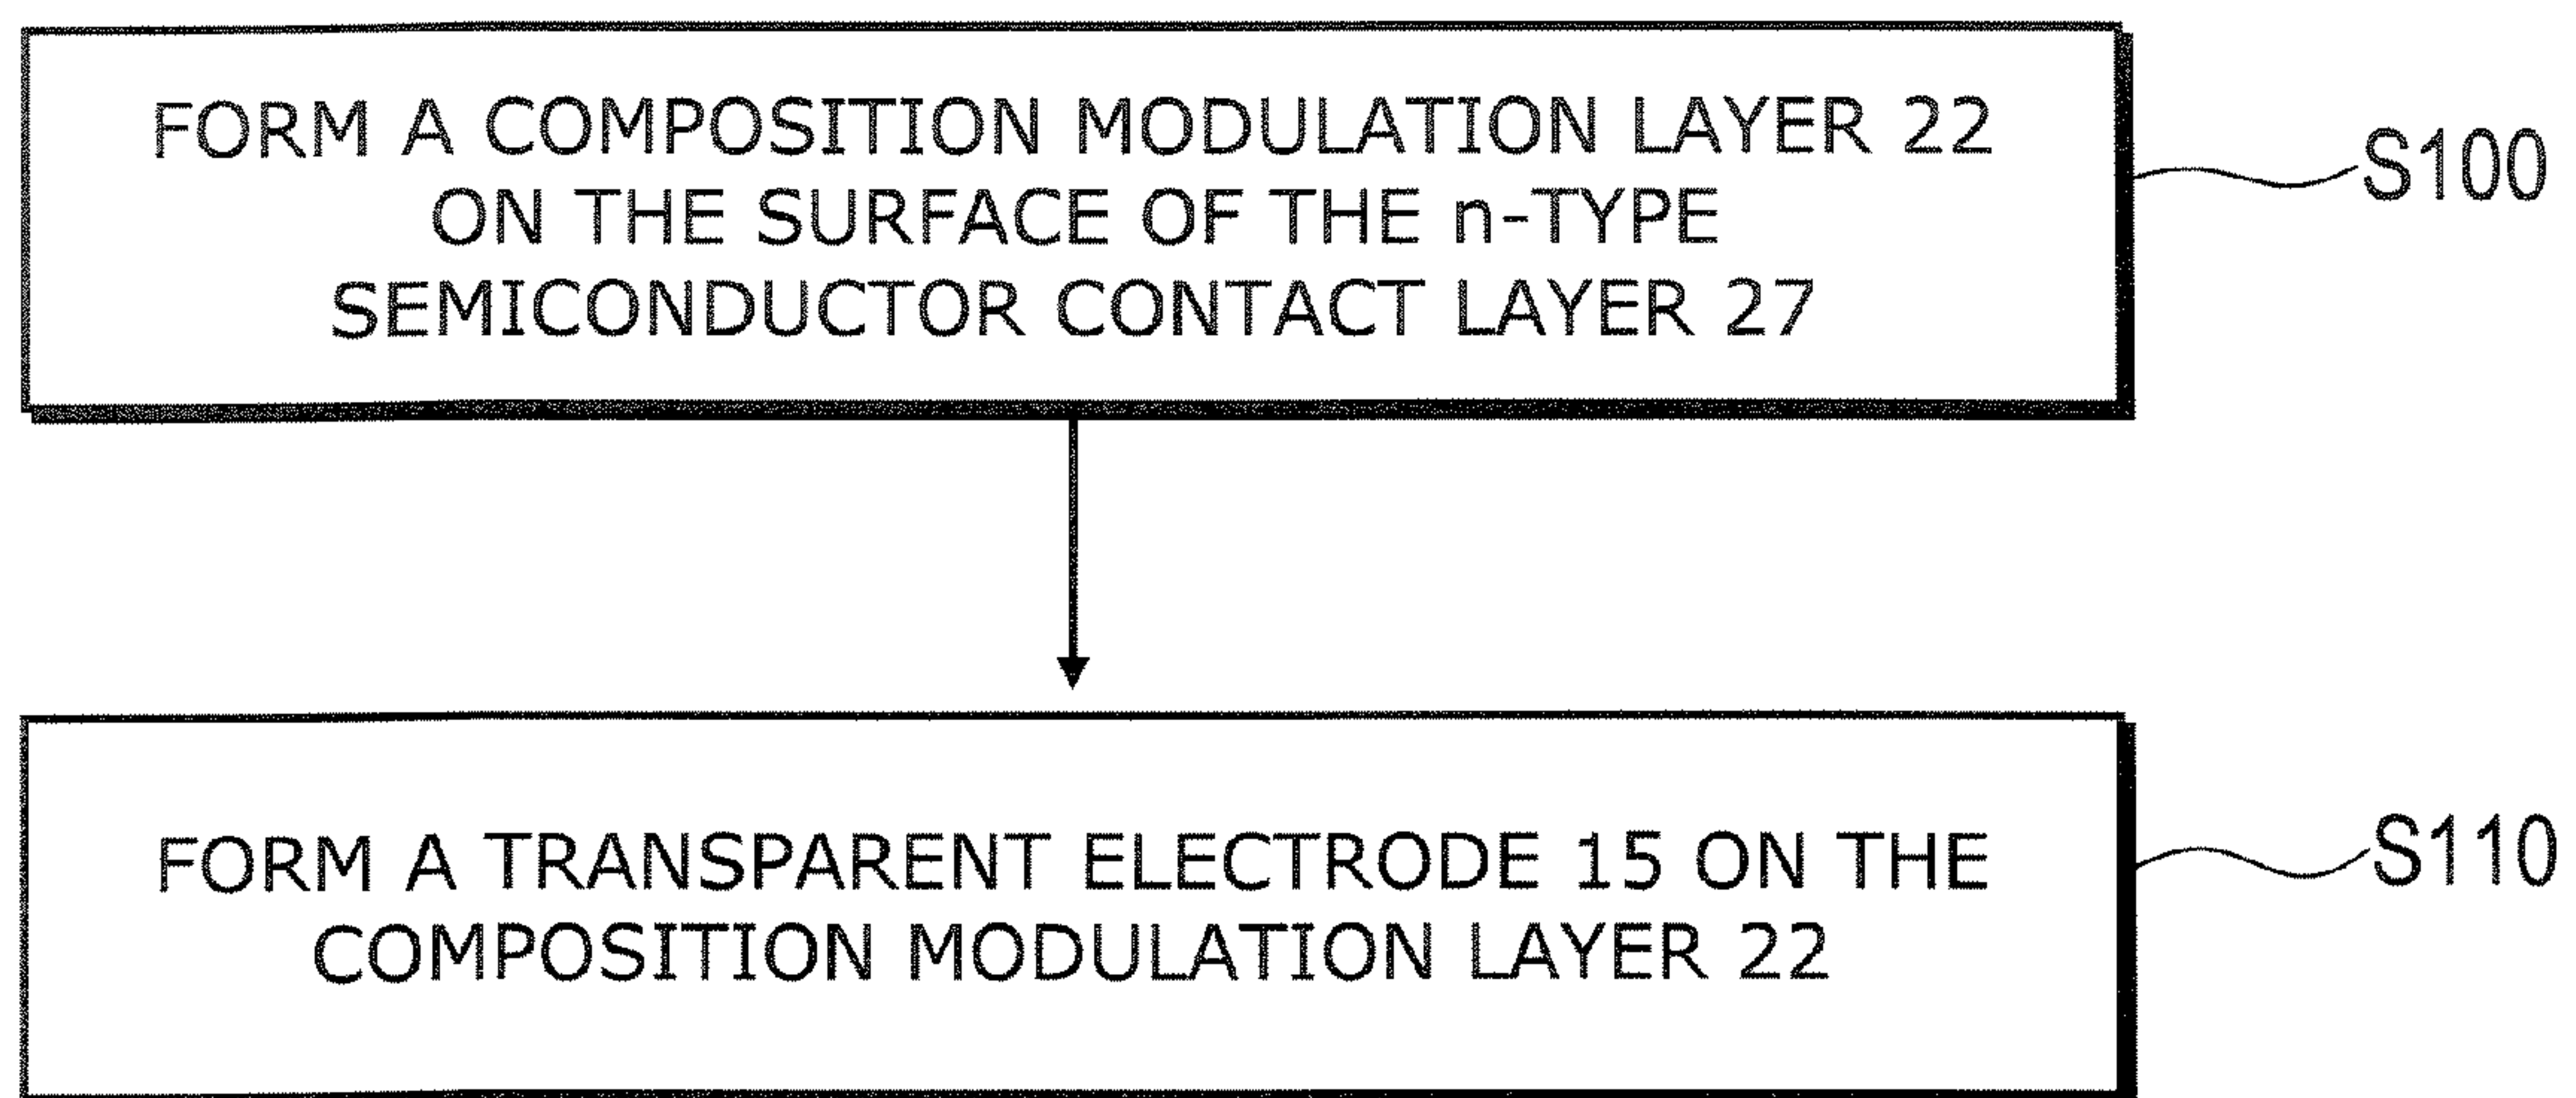 FORM A COMPOSITION MODULATION LAYER 22
ON THE SURFACE OF THE n-TYPE
SEMICONDUCTOR CONTACT LAYER 27
S100
FORM A TRANSPARENT ELECTRODE 15 ON THE
COMPOSITION MODULATION LAYER 22
S110